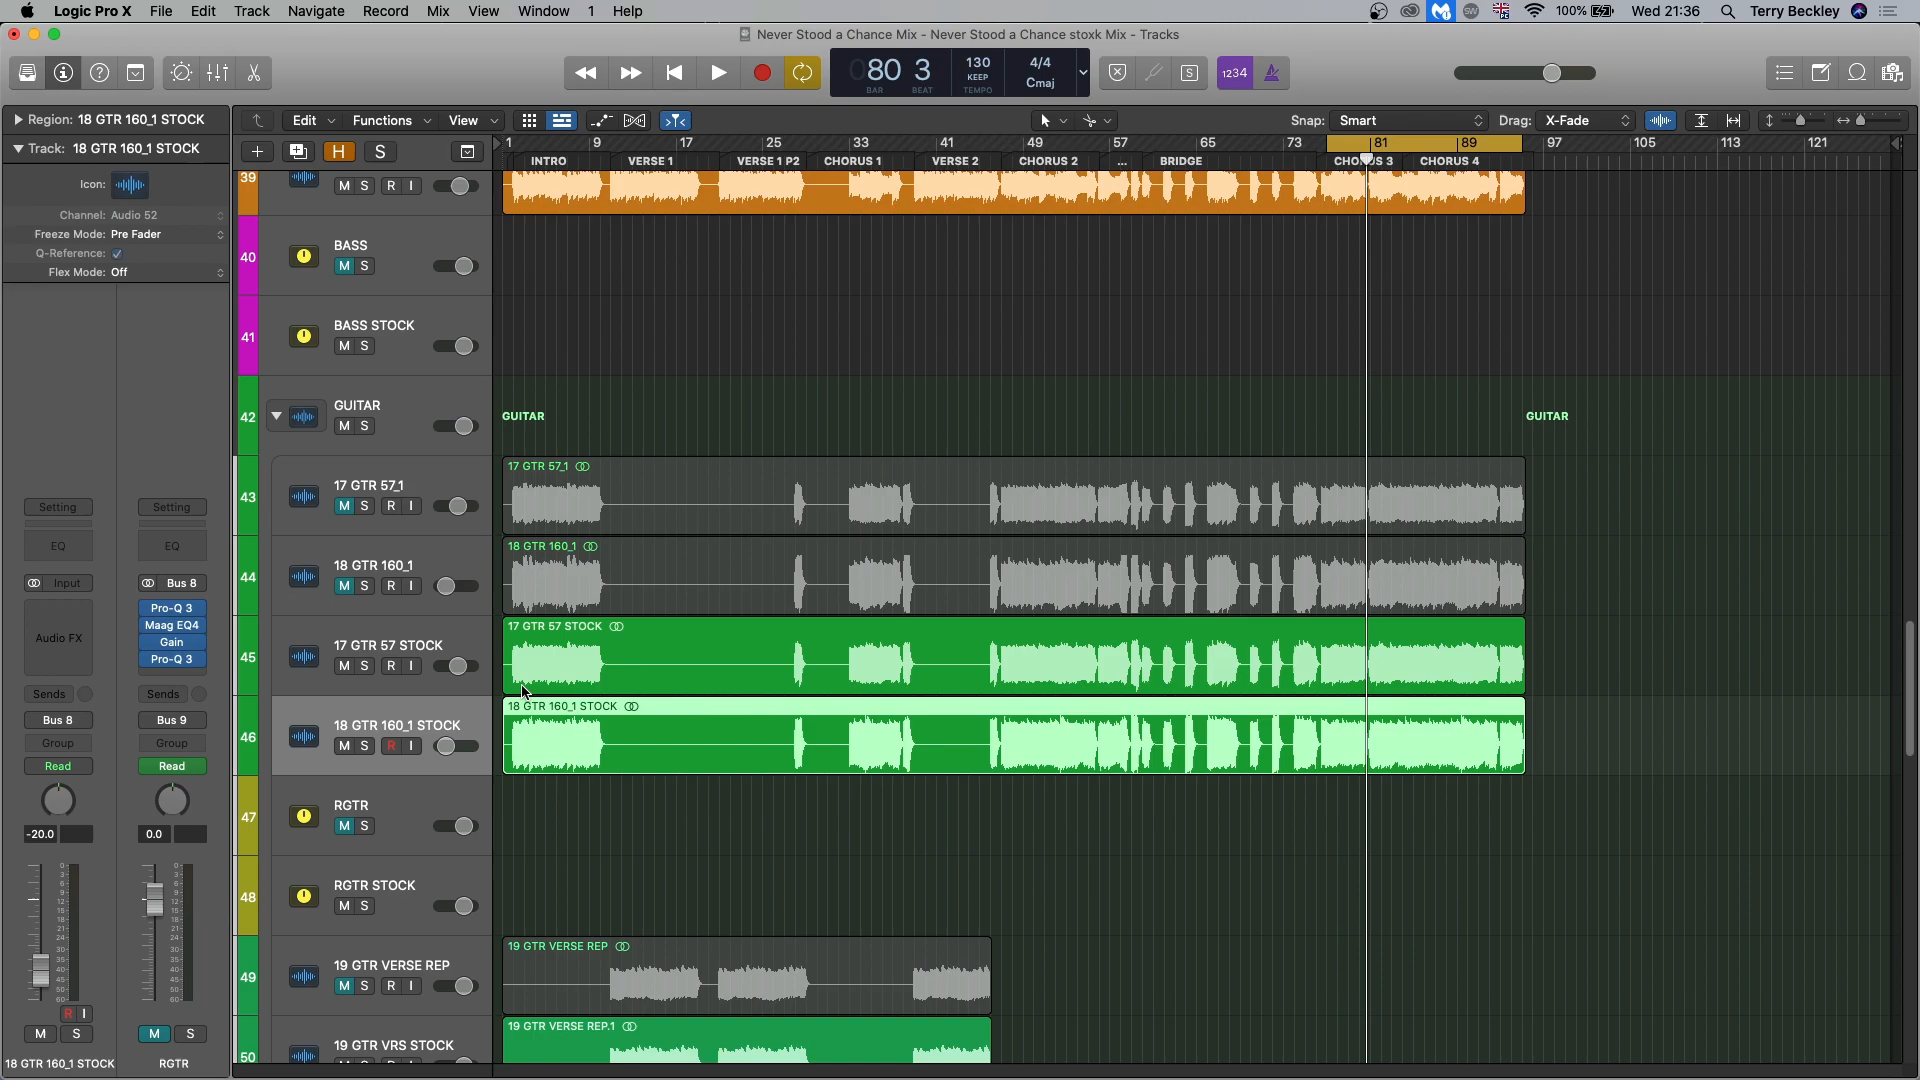 Logic Pro X File Edit Track Navigate Record Mix View Window 1 Help
100% Wed 21:36 Terry Beckley
Never Stood a Chance Mix - Never Stood a Chance stoxk Mix - Tracks
80 3
BAR BEAT
130
KEEP
TEMPO
4/4
Cmaj
S
1234
Region: 18 GTR 160_1 STOCK
Track: 18 GTR 160_1 STOCK
Icon:
Channel: Audio 52
Freeze Mode: Pre Fader
Q-Reference:
Flex Mode: Off
Edit Functions View
Snap: Smart
Drag: X-Fade
H S
1 9 17 25 33 41 49 57 65 73 81 89 97 105 113 121
INTRO VERSE 1 VERSE 1 P2 CHORUS 1 VERSE 2 CHORUS 2 ... BRIDGE CHO S 3 CHORUS 4
39
M S R I
40
BASS
M S
41
BASS STOCK
M S
42
GUITAR
M S
GUITAR GUITAR
43
17 GTR 57_1
M S R I
17 GTR 57_1
44
18 GTR 160_1
M S R I
18 GTR 160_1
45
17 GTR 57 STOCK
M S R I
17 GTR 57 STOCK
46
18 GTR 160_1 STOCK
M S R I
18 GTR 160_1 STOCK
47
RGTR
M S
48
RGTR STOCK
M S
49
19 GTR VERSE REP
M S R I
19 GTR VERSE REP
50
19 GTR VRS STOCK
19 GTR VERSE REP.1
Setting Setting
EQ EQ
Input Bus 8
Audio FX
Pro-Q 3
Maag EQ4
Gain
Pro-Q 3
Sends Sends
Bus 8 Bus 9
Group Group
Read Read
-20.0 0.0
R I
M S M S
18 GTR 160_1 STOCK RGTR